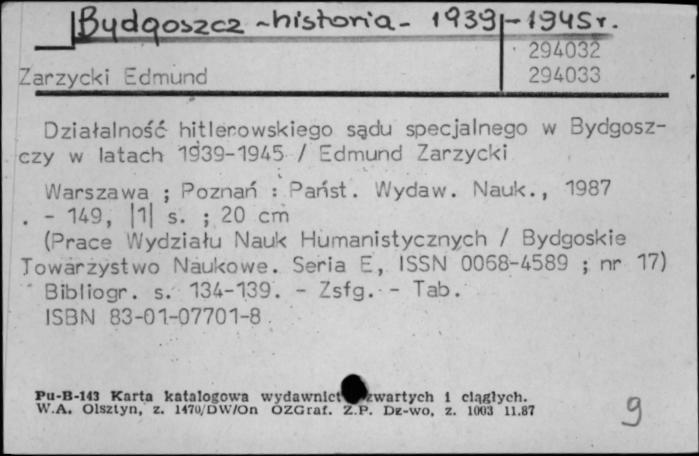 Bydgoszcz - historia - 1939-1945 r.
294032
Zarzycki Edmund 294033
Działalność hitlerowskiego sądu specjalnego w Bydgosz-
czy w latach 1939-1945 / Edmund Zarzycki
Warszawa ; Poznań : Państ. Wydaw. Nauk., 1987
. - 149, |1| s. ; 20 cm
(Prace Wydziału Nauk Humanistycznych / Bydgoskie
Towarzystwo Naukowe. Seria E, ISSN 0068-4589 ; nr 17)
Bibliogr. s. 134-139. - Zsfg. - Tab.
ISBN 83-01-07701-8
Pu-B-143 Karta katalogowa wydawnict zwartych i ciągłych.
W.A. Olsztyn, z. 1470/DW/On OZGraf. Z.P. Dz-wo, z. 1003 11.87
9